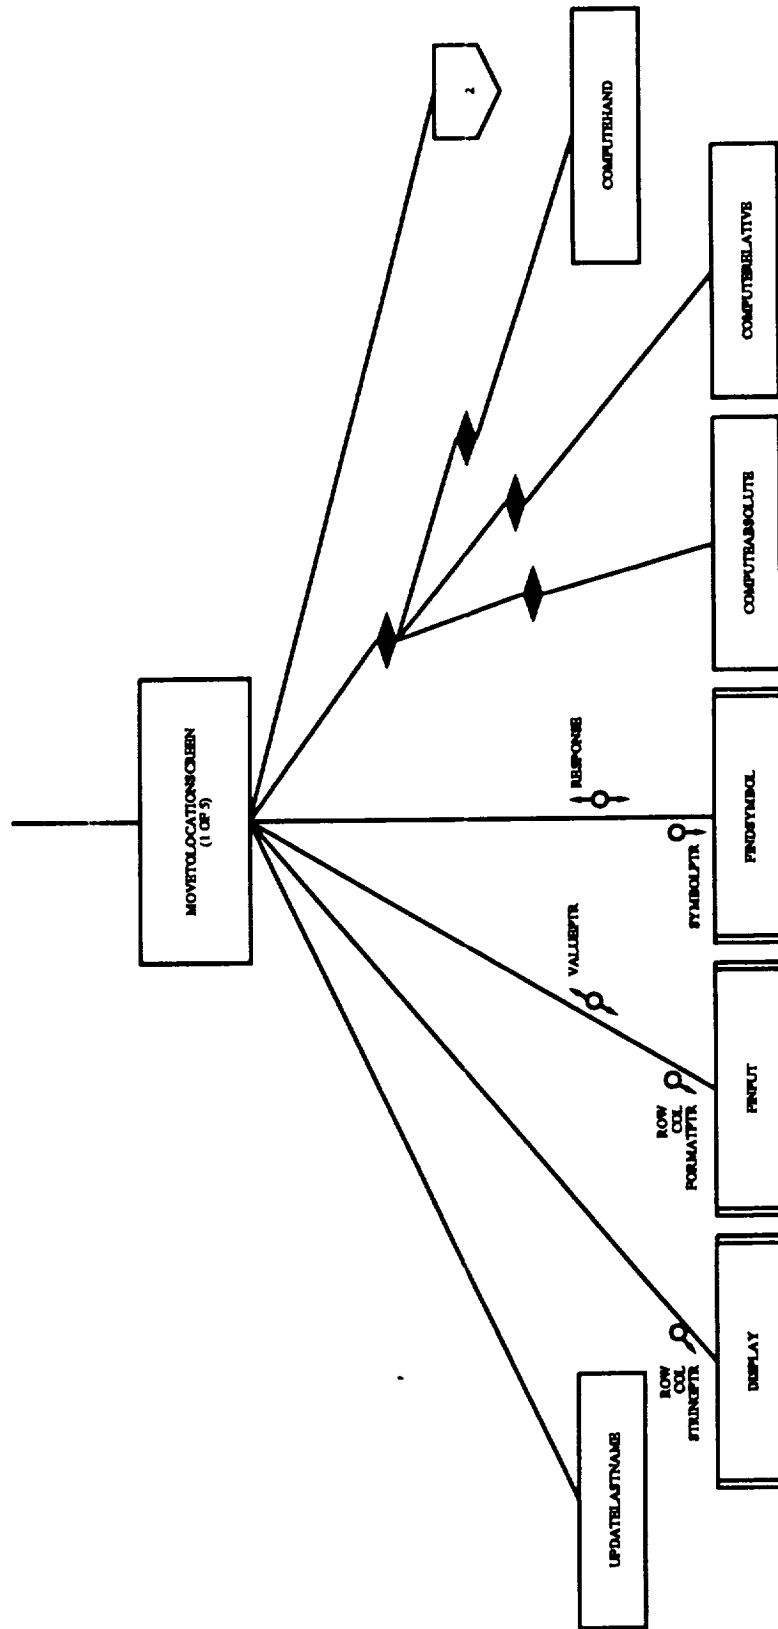 MOVETOLOCATIONSCREEN
(1 OF 5)
2
VALUEPTR
RESPONSE
UPDATELASTNAME
COMPUTEHAND
ROW
COL
STRINGPTR
ROW
COL
FORMATPTR
SYMBOLPTR
DISPLAY
FINPUT
FINDSYMBOL
COMPUTEABSOLUTE
COMPUTERELATIVE